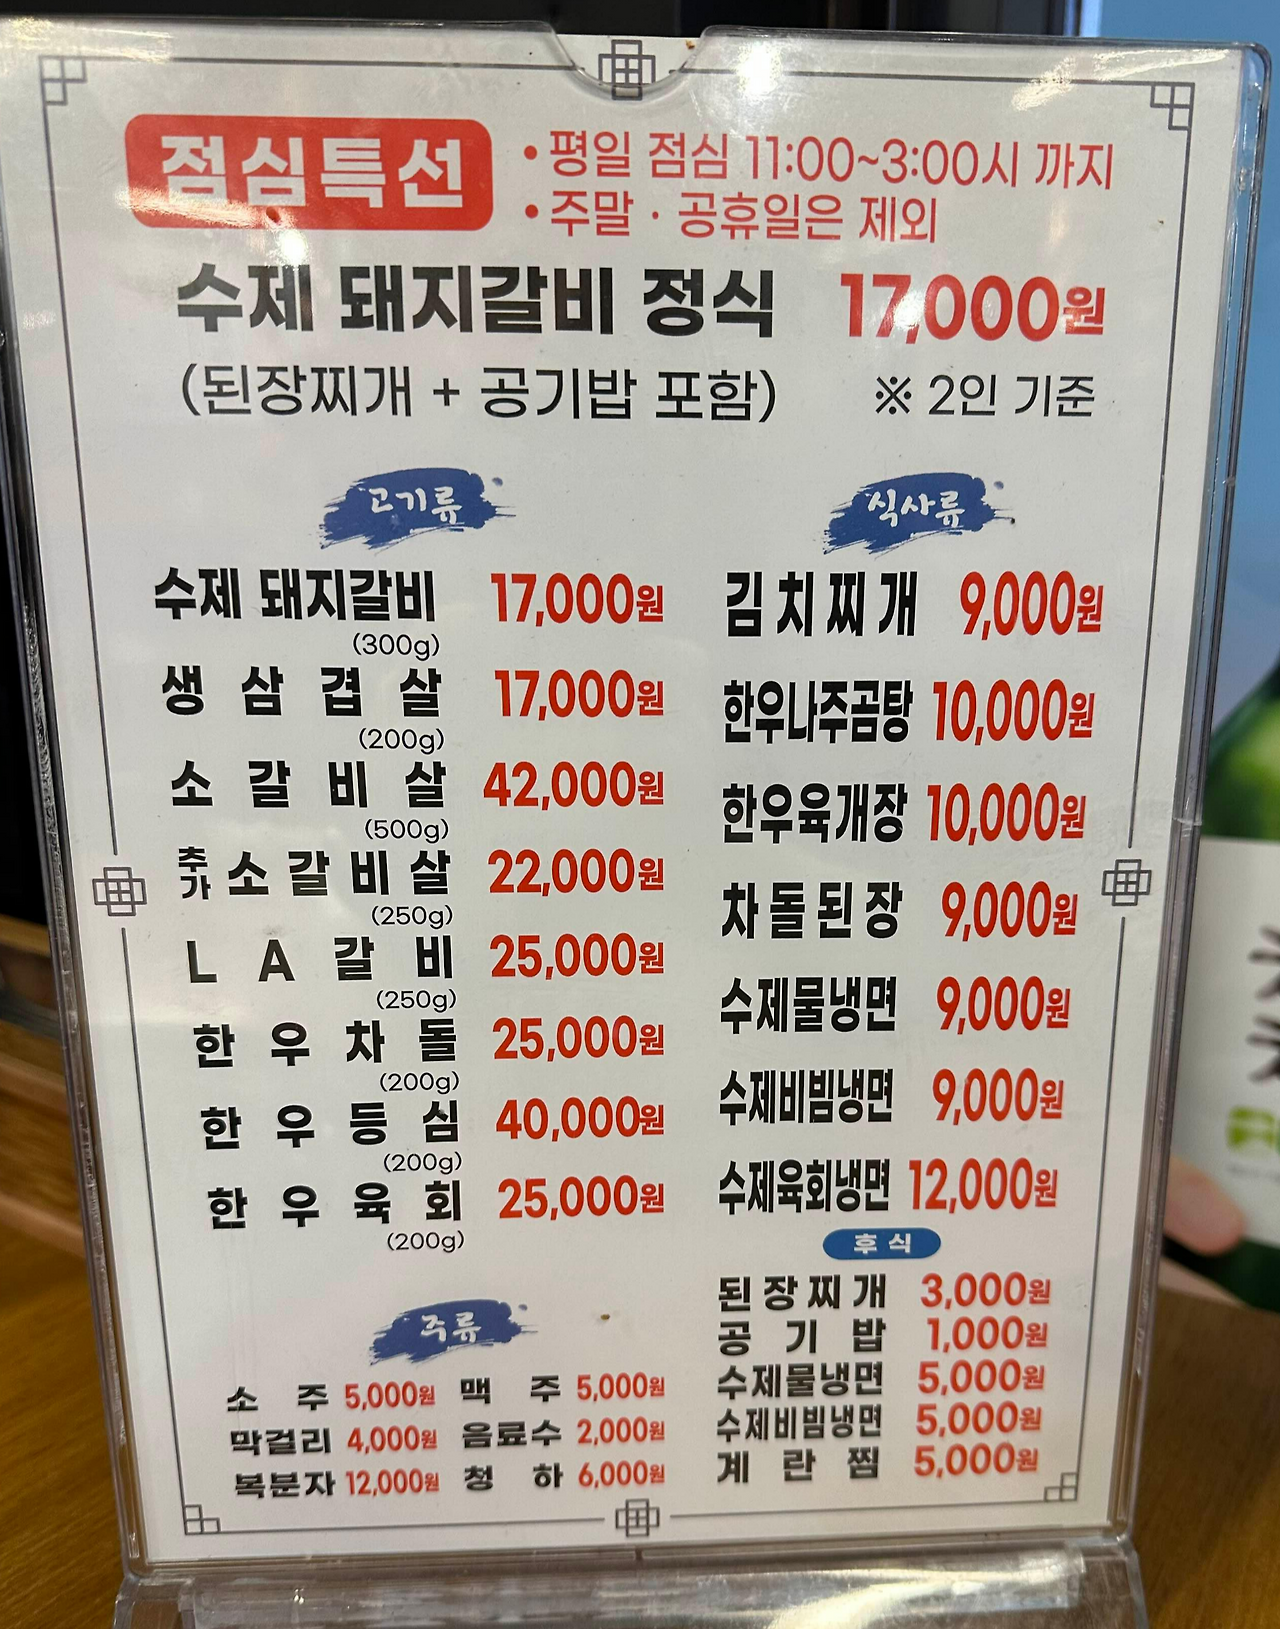 점심특선
• 평일 점심 11:00~3:00시 까지
• 주말 · 공휴일은 제외
수제 돼지갈비 정식 17,000원
(된장찌개 + 공기밥 포함) ※ 2인 기준
고기류
수제 돼지갈비 17,000원
(300g)
생삼겹살 17,000원
(200g)
소갈비살 42,000원
(500g)
추가 소갈비살 22,000원
(250g)
LA갈비 25,000원
(250g)
한우차돌 25,000원
(200g)
한우등심 40,000원
(200g)
한우육회 25,000원
(200g)
주류
소주 5,000원 맥주 5,000원
막걸리 4,000원 음료수 2,000원
복분자 12,000원 청하 6,000원
식사류
김치찌개 9,000원
한우나주곰탕 10,000원
한우육개장 10,000원
차돌된장 9,000원
수제물냉면 9,000원
수제비빔냉면 9,000원
수제육회냉면 12,000원
후식
된장찌개 3,000원
공기밥 1,000원
수제물냉면 5,000원
수제비빔냉면 5,000원
계란찜 5,000원